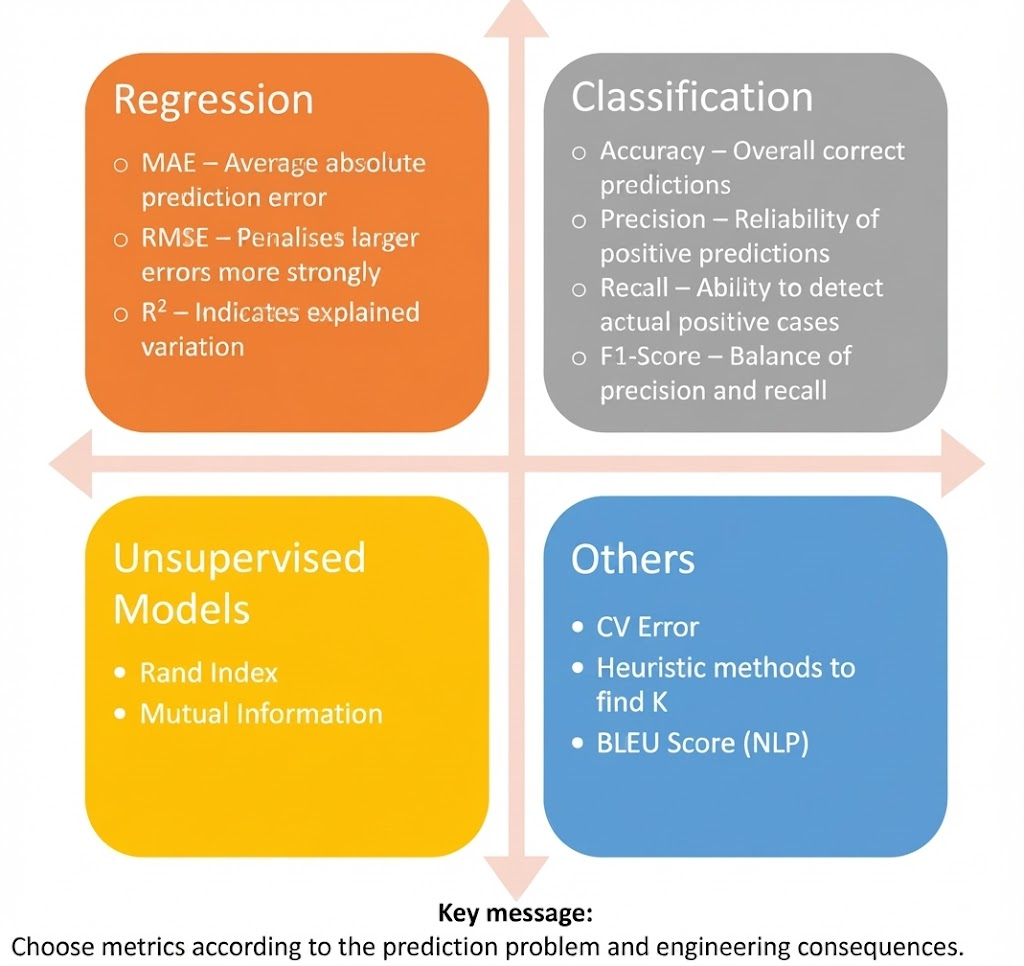 Regression
○ MAE – Average absolute
prediction error
○ RMSE – Penalises larger
errors more strongly
○ R² – Indicates explained
variation
Classification
○ Accuracy – Overall correct
predictions
○ Precision – Reliability of
positive predictions
○ Recall – Ability to detect
actual positive cases
○ F1-Score – Balance of
precision and recall
Unsupervised
Models
• Rand Index
• Mutual Information
Others
• CV Error
• Heuristic methods to
find K
• BLEU Score (NLP)
Key message:
Choose metrics according to the prediction problem and engineering consequences.